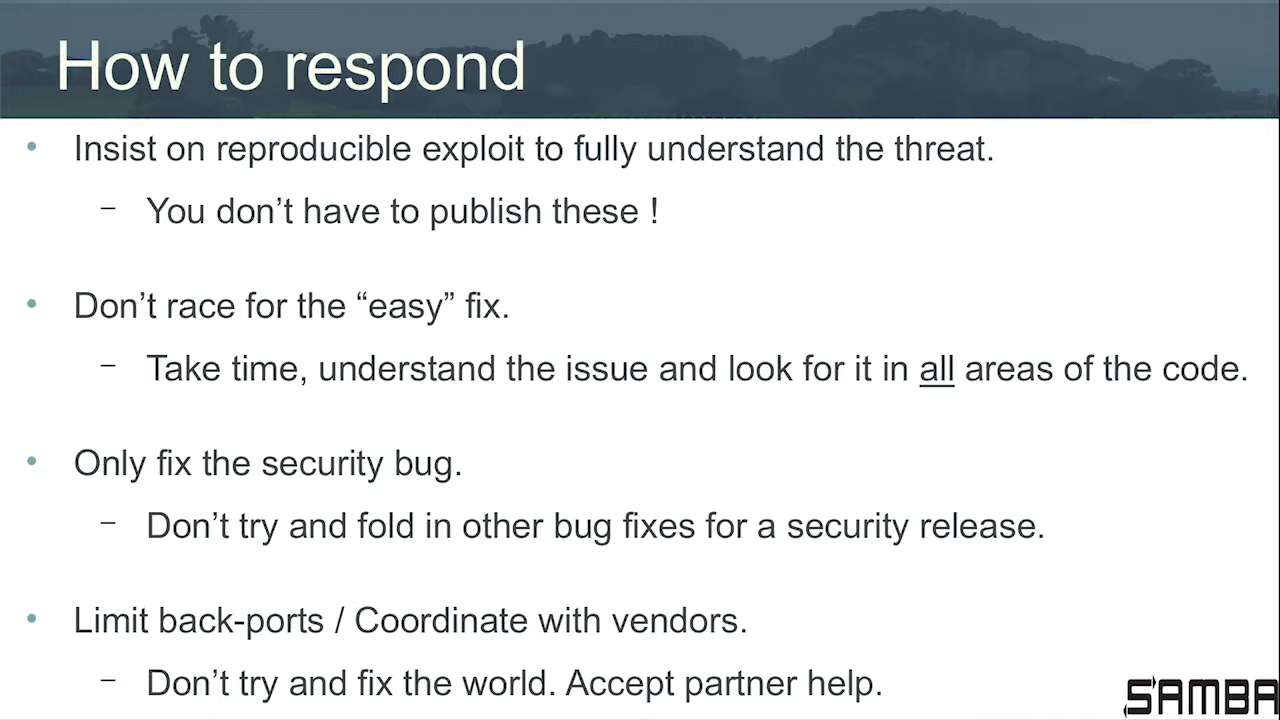 How to respond
• Insist on reproducible exploit to fully understand the threat.
– You don’t have to publish these !
• Don’t race for the “easy” fix.
– Take time, understand the issue and look for it in all areas of the code.
• Only fix the security bug.
– Don’t try and fold in other bug fixes for a security release.
• Limit back-ports / Coordinate with vendors.
– Don’t try and fix the world. Accept partner help.
SAMBA